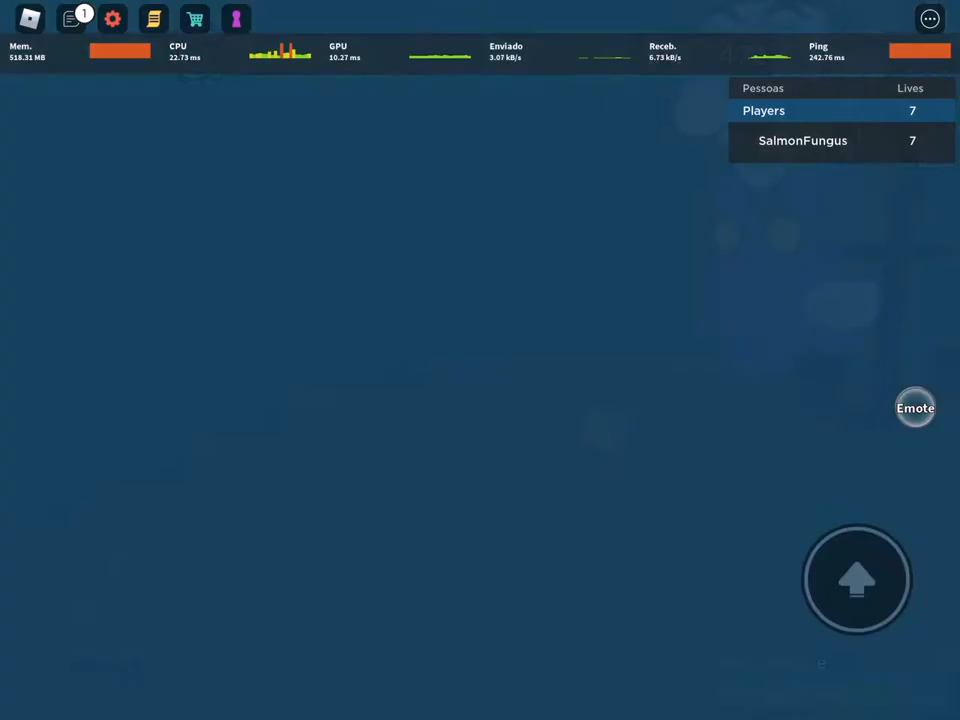 1
Mem. CPU GPU Enviado Receb. Ping
518.31 MB 22.73 ms 10.27 ms 3.07 kB/s 6.73 kB/s 242.76 ms
Pessoas Lives
Players 7
SalmonFungus 7
Emote